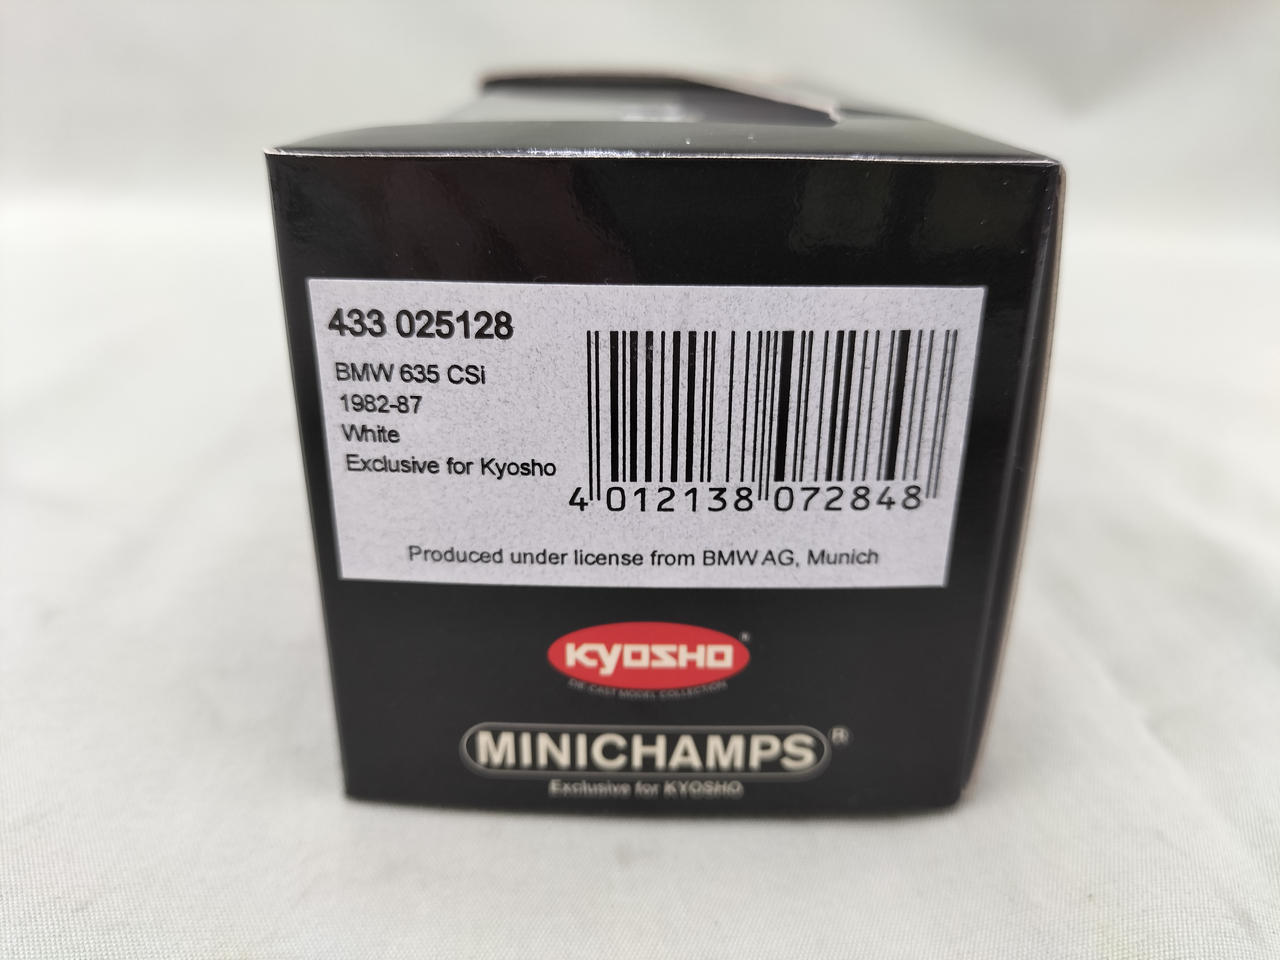 433 025128
BMW 635 CSi
1982-87
White
Exclusive for Kyosho
4 012138 072848
Produced under license from BMW AG, Munich
KYOSHO®
DIE-CAST MODEL COLLECTION
MINICHAMPS®
Exclusive for KYOSHO